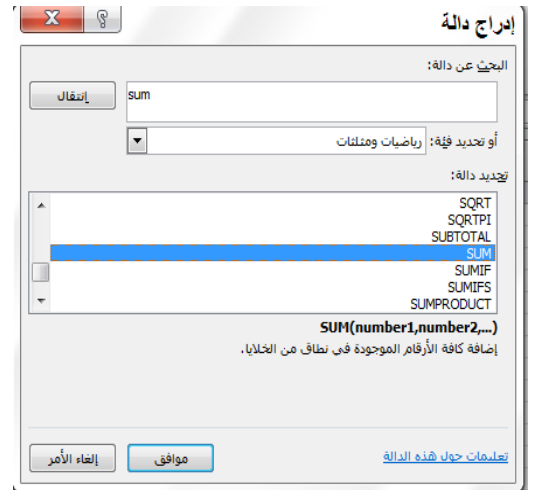 إدراج دالة
البحث عن دالة:
sum
إنتقال
أو تحديد فئة: رياضيات ومثلثات
تحديد دالة:
SQRT
SQRTPI
SUBTOTAL
SUM
SUMIF
SUMIFS
SUMPRODUCT
SUM(number1,number2,...)
إضافة كافة الأرقام الموجودة في نطاق من الخلايا.
تعليمات حول هذه الدالة
موافق
إلغاء الأمر